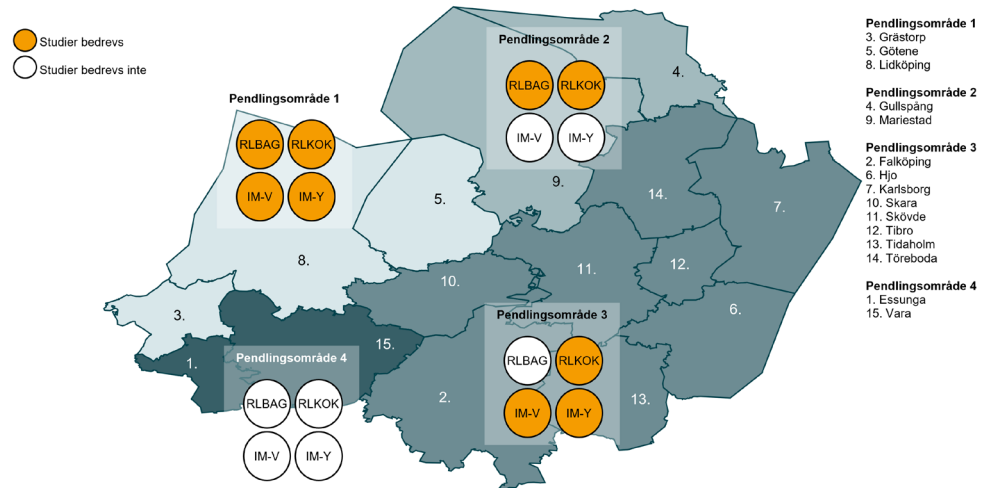 Studier bedrevs
Studier bedrevs inte
Pendlingsområde 1
RLBAG
RLKOK
IM-V
IM-Y
Pendlingsområde 2
RLBAG
RLKOK
IM-V
IM-Y
Pendlingsområde 3
RLBAG
RLKOK
IM-V
IM-Y
Pendlingsområde 4
RLBAG
RLKOK
IM-V
IM-Y
4.
9.
14.
7.
5.
8.
10.
11.
12.
6.
3.
15.
1.
2.
13.
Pendlingsområde 1
3. Grästorp
5. Götene
8. Lidköping
Pendlingsområde 2
4. Gullspång
9. Mariestad
Pendlingsområde 3
2. Falköping
6. Hjo
7. Karlsborg
10. Skara
11. Skövde
12. Tibro
13. Tidaholm
14. Töreboda
Pendlingsområde 4
1. Essunga
15. Vara